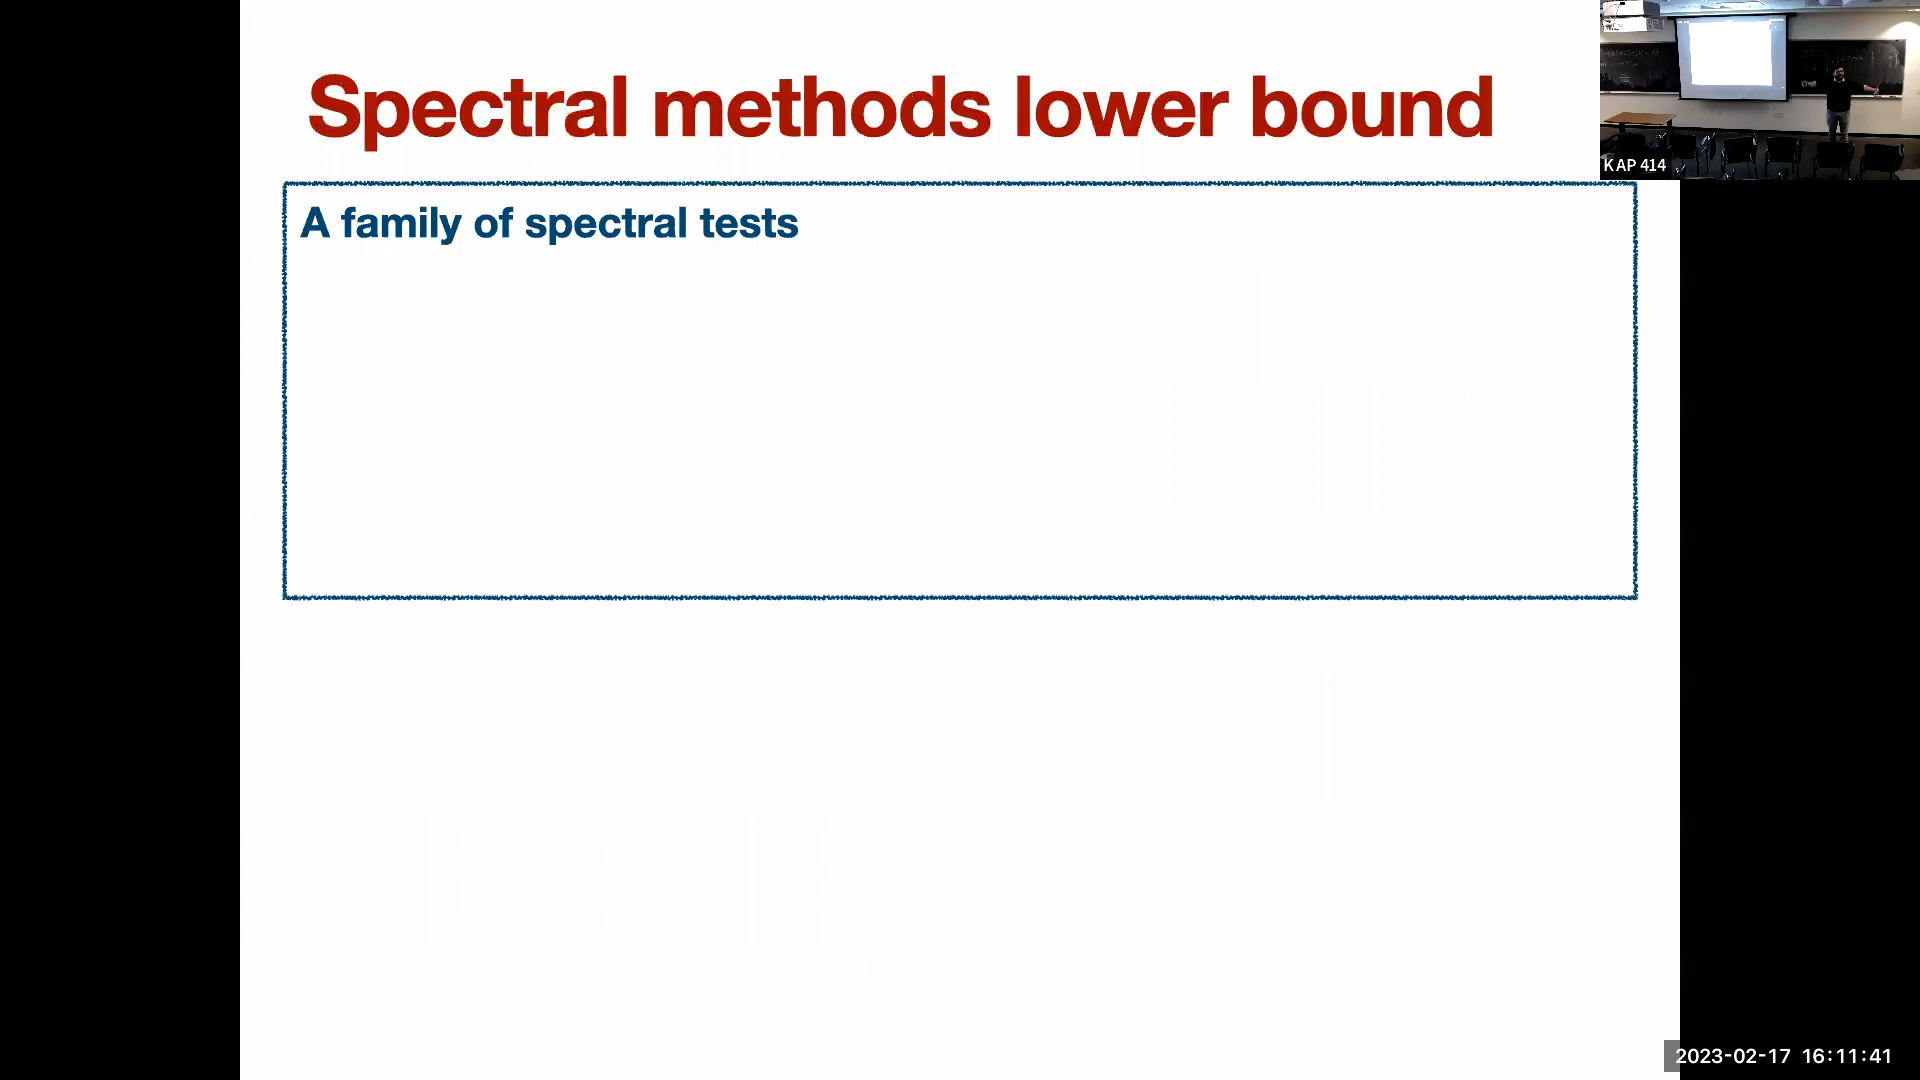 Spectral methods lower bound
A family of spectral tests
KAP 414
2023-02-17 16:11:41